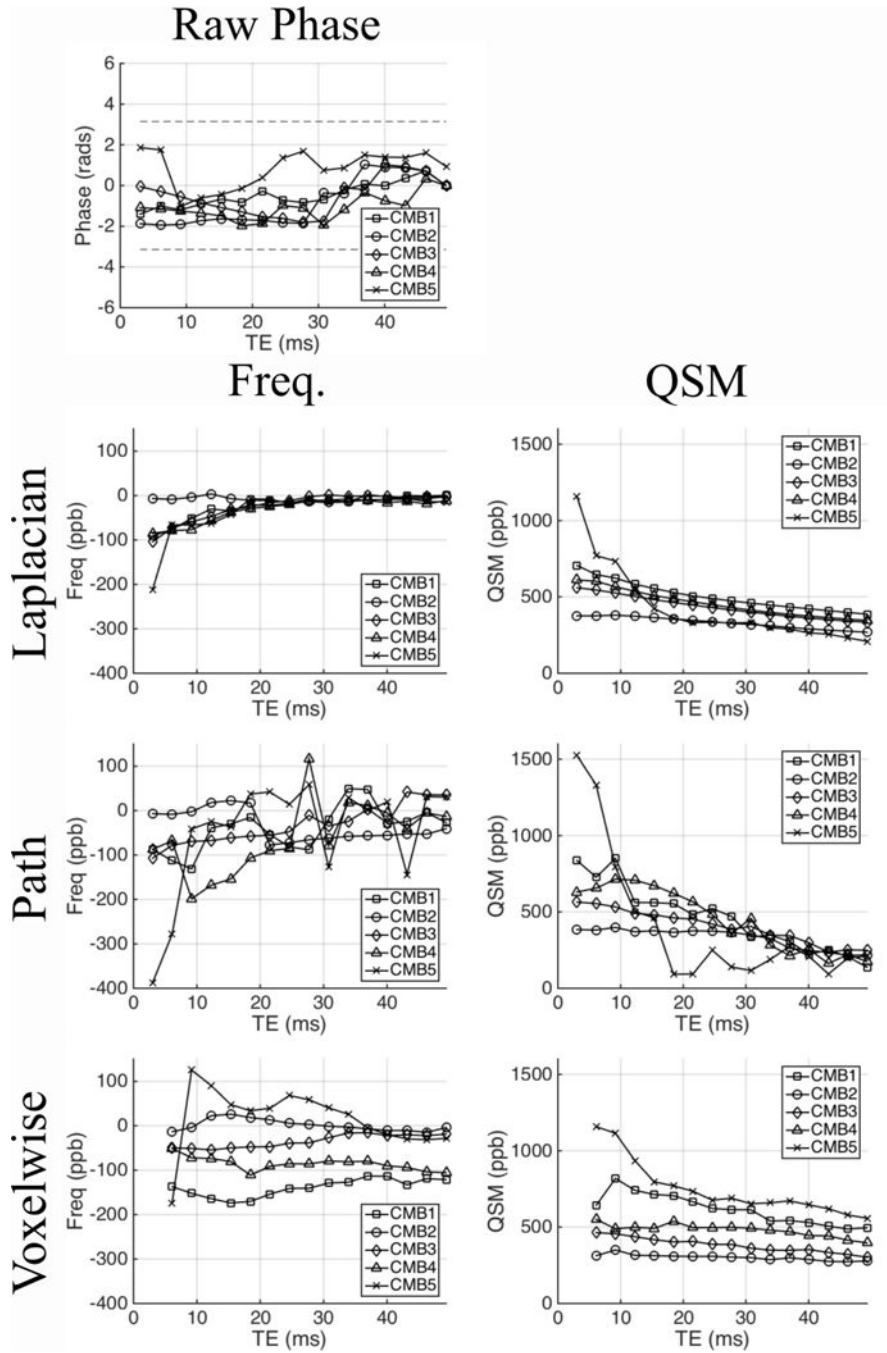 Raw Phase
6
4
2
0
-2
-4
-6
Phase (rads)
CMB1
CMB2
CMB3
CMB4
CMB5
0 10 20 30 40
TE (ms)
Freq. QSM
Laplacian
100
0
-100
-200
-300
-400
Freq (ppb)
CMB1
CMB2
CMB3
CMB4
CMB5
0 10 20 30 40
TE (ms)
1500
1000
500
0
QSM (ppb)
CMB1
CMB2
CMB3
CMB4
CMB5
0 10 20 30 40
TE (ms)
Path
100
0
-100
-200
-300
-400
Freq (ppb)
CMB1
CMB2
CMB3
CMB4
CMB5
0 10 20 30 40
TE (ms)
1500
1000
500
0
QSM (ppb)
CMB1
CMB2
CMB3
CMB4
CMB5
0 10 20 30 40
TE (ms)
Voxelwise
100
0
-100
-200
-300
-400
Freq (ppb)
CMB1
CMB2
CMB3
CMB4
CMB5
0 10 20 30 40
TE (ms)
1500
1000
500
0
QSM (ppb)
CMB1
CMB2
CMB3
CMB4
CMB5
0 10 20 30 40
TE (ms)